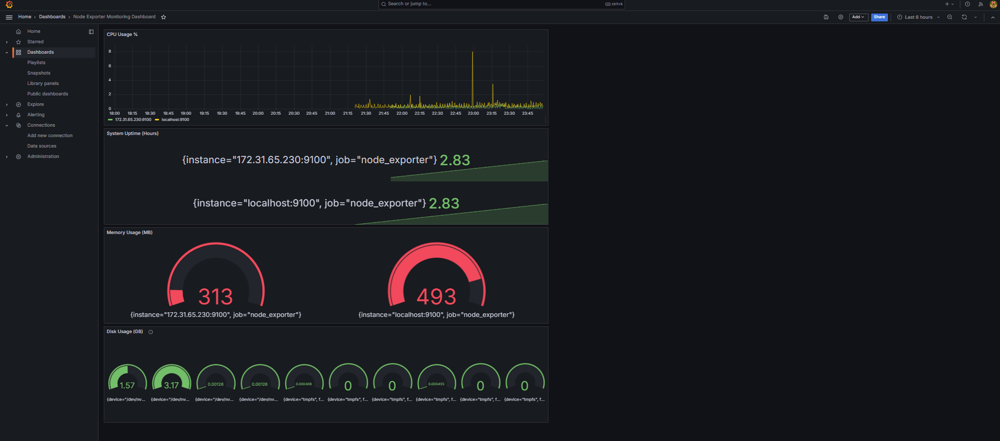 Search or jump to...
ctrl+k
Home › Dashboards › Node Exporter Monitoring Dashboard
Add
Share
Last 6 hours
Home
Starred
Dashboards
Playlists
Snapshots
Library panels
Public dashboards
Explore
Alerting
Connections
Add new connection
Data sources
Administration
CPU Usage %
8
6
4
2
0
18:00 18:15 18:30 18:45 19:00 19:15 19:30 19:45 20:00 20:15 20:30 20:45 21:00 21:15 21:30 21:45 22:00 22:15 22:30 22:45 23:00 23:15 23:30 23:45
172.31.65.230:9100 localhost:9100
System Uptime (Hours)
{instance="172.31.65.230:9100", job="node_exporter"} 2.83
{instance="localhost:9100", job="node_exporter"} 2.83
Memory Usage (MB)
313
{instance="172.31.65.230:9100", job="node_exporter"}
493
{instance="localhost:9100", job="node_exporter"}
Disk Usage (GB)
1.57 3.17 0.00126 0.00126 0.000408 0 0 0.000435 0 0
{device="/dev/nv... {device="/dev/nv... {device="/dev/nv... {device="/dev/nv... {device="tmpfs", f... {device="tmpfs", f... {device="tmpfs", f... {device="tmpfs", f... {device="tmpfs", f... {device="tmpfs", f...